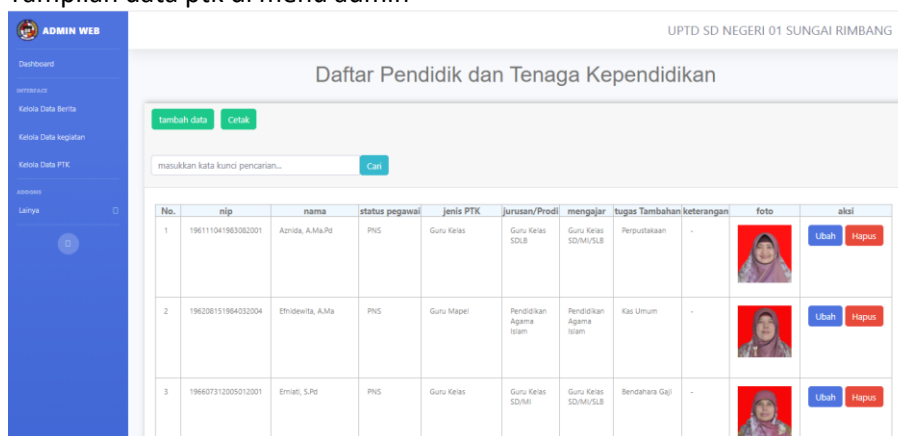 Tampilan data ptk di menu admin
ADMIN WEB
UPTD SD NEGERI 01 SUNGAI RIMBANG
Dashboard
INTERFACE
Kelola Data Berita
Kelola Data kegiatan
Kelola Data PTK
ADDONS
Lainya
Daftar Pendidik dan Tenaga Kependidikan
tambah data Cetak
masukkan kata kunci pencarian... Cari
No. nip nama status pegawai jenis PTK jurusan/Prodi mengajar tugas Tambahan keterangan foto aksi
1 196111041983082001 Aznida, A.Ma.Pd PNS Guru Kelas Guru Kelas SDLB Guru Kelas SD/MI/SLB Perpustakaan - Ubah Hapus
2 196208151984032004 Efnidewita, A.Ma PNS Guru Mapel Pendidikan Agama Islam Pendidikan Agama Islam Kas Umum - Ubah Hapus
3 196607312005012001 Erniati, S.Pd PNS Guru Kelas Guru Kelas SD/MI Guru Kelas SD/MI/SLB Bendahara Gaji - Ubah Hapus